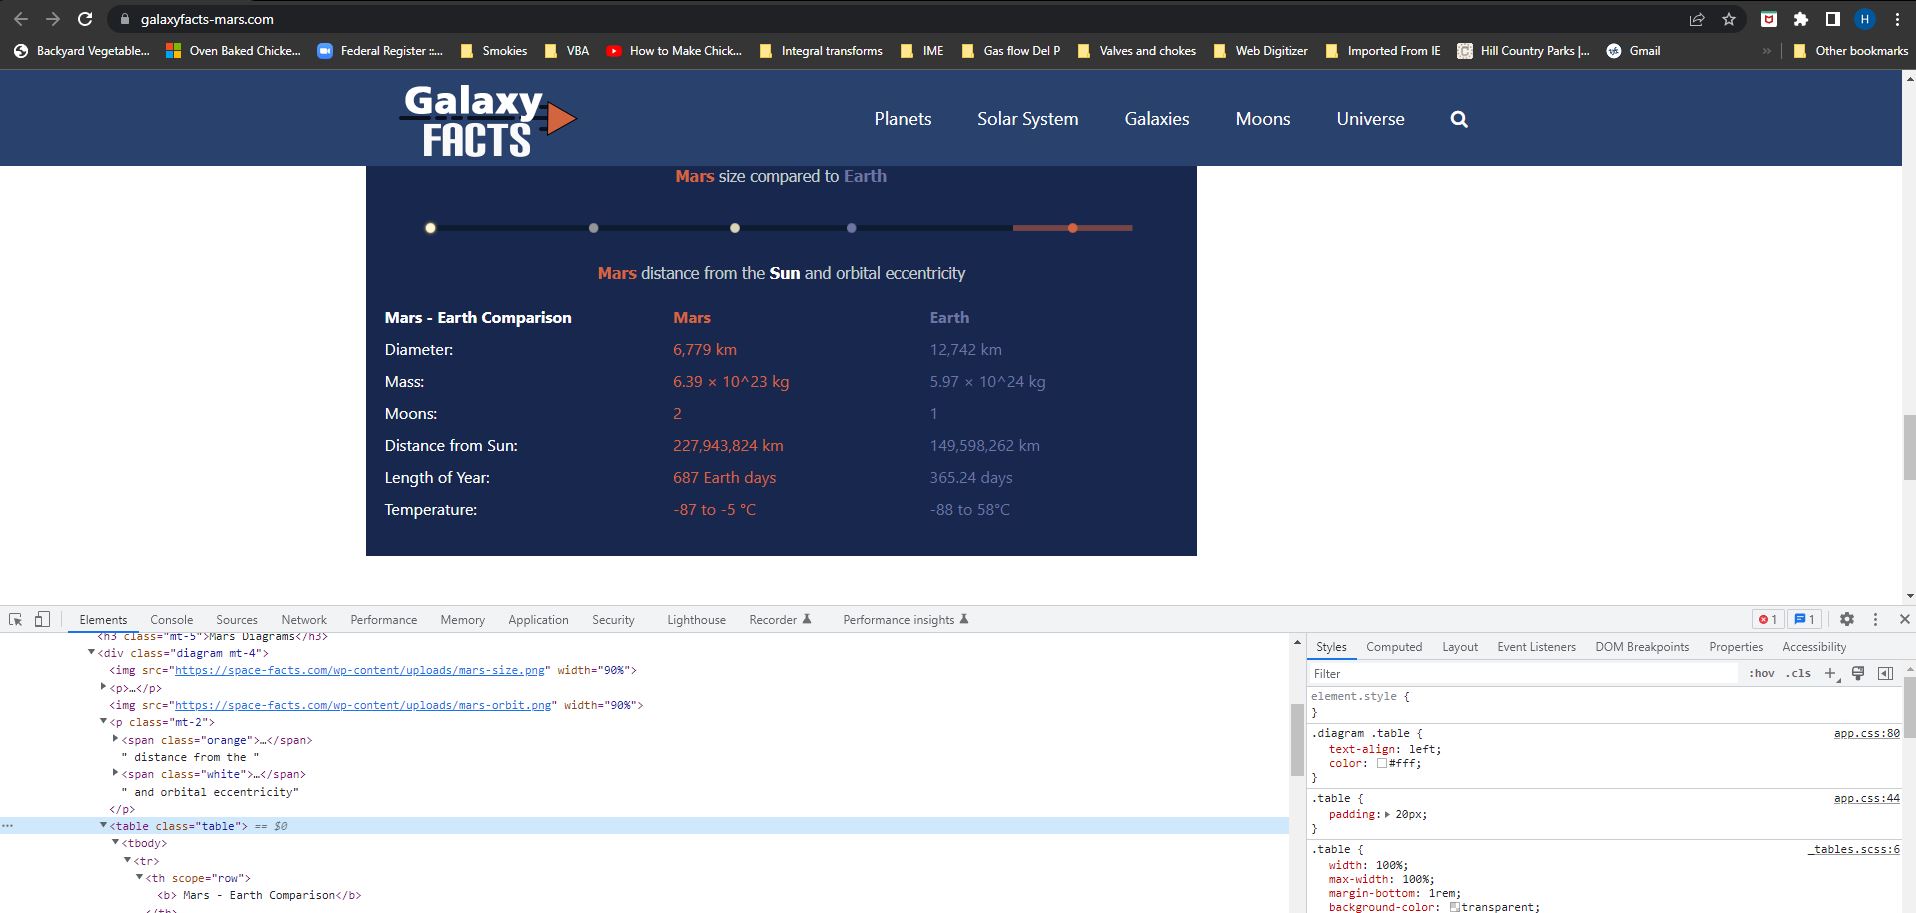 galaxyfacts-mars.com
H
Backyard Vegetable... Oven Baked Chicke... Federal Register ::... Smokies VBA How to Make Chick... Integral transforms IME Gas flow Del P Valves and chokes Web Digitizer Imported From IE Hill Country Parks |... Gmail » Other bookmarks
Galaxy
FACTS
Planets Solar System Galaxies Moons Universe
Mars size compared to Earth
Mars distance from the Sun and orbital eccentricity
Mars - Earth Comparison Mars Earth
Diameter: 6,779 km 12,742 km
Mass: 6.39 × 10^23 kg 5.97 × 10^24 kg
Moons: 2 1
Distance from Sun: 227,943,824 km 149,598,262 km
Length of Year: 687 Earth days 365.24 days
Temperature: -87 to -5 °C -88 to 58°C
Elements Console Sources Network Performance Memory Application Security Lighthouse Recorder Performance insights 1 1
<h3 class="mt-5">Mars Diagrams</h3>
<div class="diagram mt-4">
<img src="https://space-facts.com/wp-content/uploads/mars-size.png" width="90%">
<p>…</p>
<img src="https://space-facts.com/wp-content/uploads/mars-orbit.png" width="90%">
<p class="mt-2">
<span class="orange">…</span>
" distance from the "
<span class="white">…</span>
" and orbital eccentricity"
</p>
<table class="table"> == $0
<tbody>
<tr>
<th scope="row">
<b> Mars - Earth Comparison</b>
</th>
Styles Computed Layout Event Listeners DOM Breakpoints Properties Accessibility
Filter :hov .cls +
element.style {
}
.diagram .table { app.css:80
text-align: left;
color: #fff;
}
.table { app.css:44
padding: 20px;
}
.table { _tables.scss:6
width: 100%;
max-width: 100%;
margin-bottom: 1rem;
background-color: transparent;